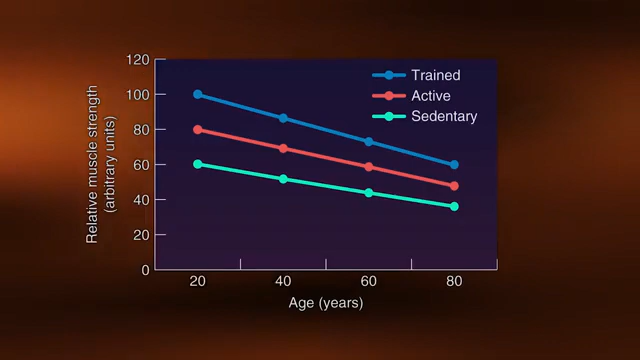 120
100
80
60
40
20
0
Relative muscle strength
(arbitrary units)
Trained
Active
Sedentary
20 40 60 80
Age (years)